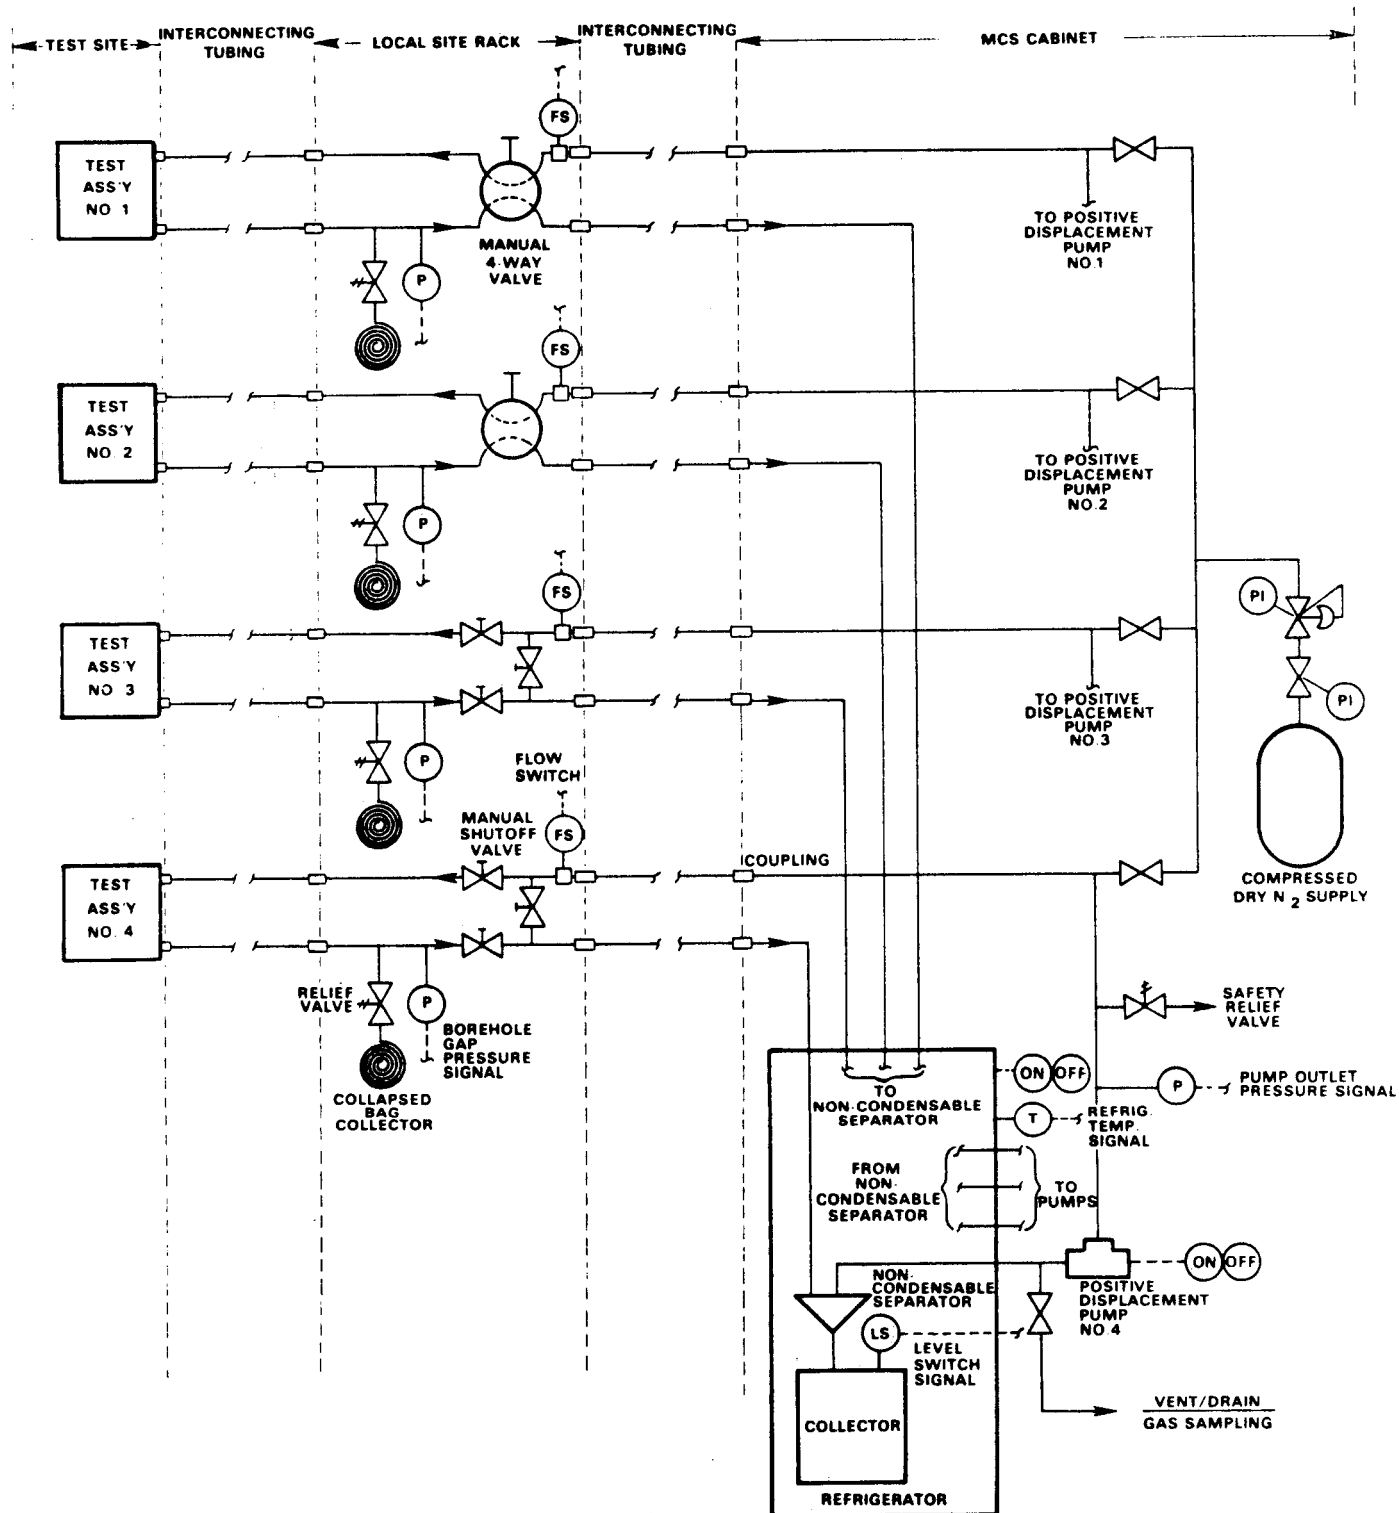 TEST SITE
INTERCONNECTING
TUBING
LOCAL SITE RACK
INTERCONNECTING
TUBING
MCS CABINET
FS
TEST
ASS'Y
NO. 1
MANUAL
4-WAY
VALVE
P
TO POSITIVE
DISPLACEMENT
PUMP
NO.1
FS
TEST
ASS'Y
NO. 2
P
TO POSITIVE
DISPLACEMENT
PUMP
NO.2
FS
TEST
ASS'Y
NO. 3
P
TO POSITIVE
DISPLACEMENT
PUMP
NO.3
PI
PI
COMPRESSED
DRY N2 SUPPLY
FLOW
SWITCH
MANUAL
SHUTOFF
VALVE
FS
COUPLING
TEST
ASS'Y
NO. 4
RELIEF
VALVE
P
BOREHOLE
GAP
PRESSURE
SIGNAL
COLLAPSED
BAG
COLLECTOR
SAFETY
RELIEF
VALVE
TO
NON-CONDENSABLE
SEPARATOR
ON OFF
P
PUMP OUTLET
PRESSURE SIGNAL
T
REFRIG.
TEMP.
SIGNAL
FROM
NON-
CONDENSABLE
SEPARATOR
TO
PUMPS
NON-
CONDENSABLE
SEPARATOR
POSITIVE
DISPLACEMENT
PUMP
NO.4
ON OFF
LS
LEVEL
SWITCH
SIGNAL
COLLECTOR
VENT/DRAIN
GAS SAMPLING
REFRIGERATOR